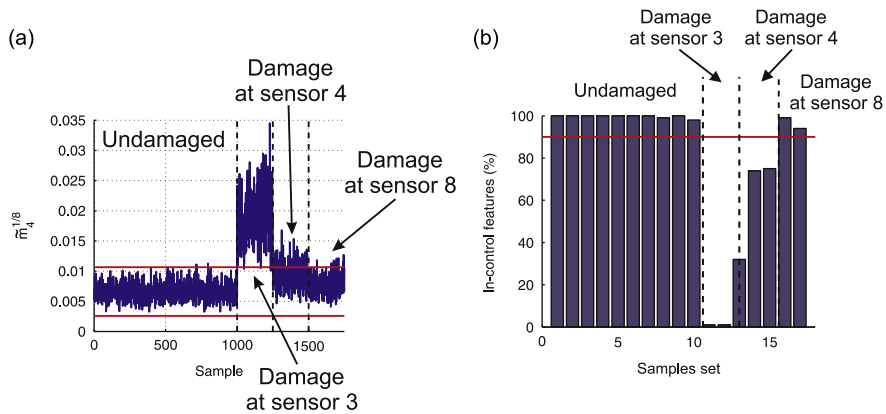 (a)
Damage
at sensor 4
Undamaged
Damage
at sensor 8
0.035
0.03
0.025
0.02
0.015
0.01
0.005
0
m̃₄^1/8
0
500
1000
1500
Sample
Damage
at sensor 3
(b)
Damage
at sensor 3
Damage
at sensor 4
Undamaged
Damage
at sensor 8
100
80
60
40
20
0
In-control features (%)
0
5
10
15
Samples set